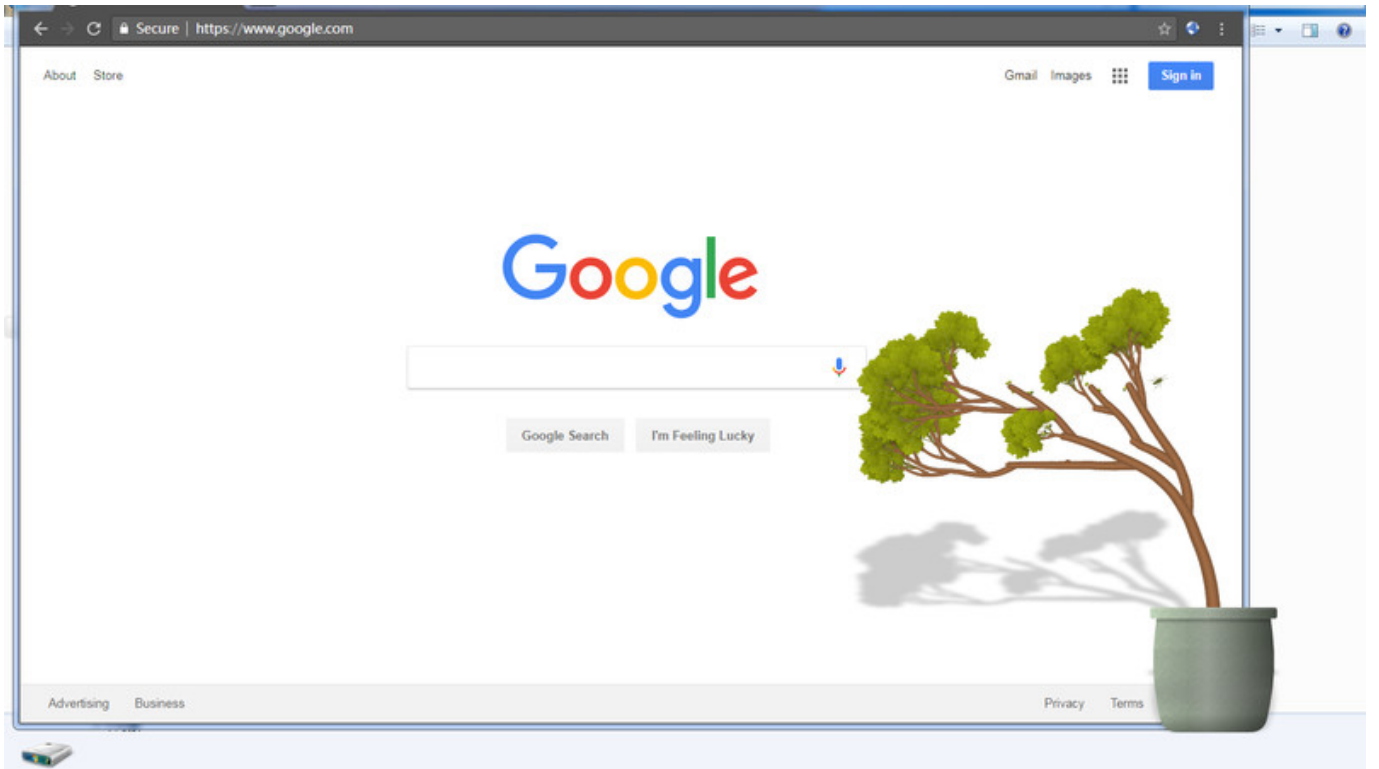 Secure | https://www.google.com
About Store
Gmail Images Sign in
Google
Google Search I'm Feeling Lucky
Advertising Business
Privacy Terms